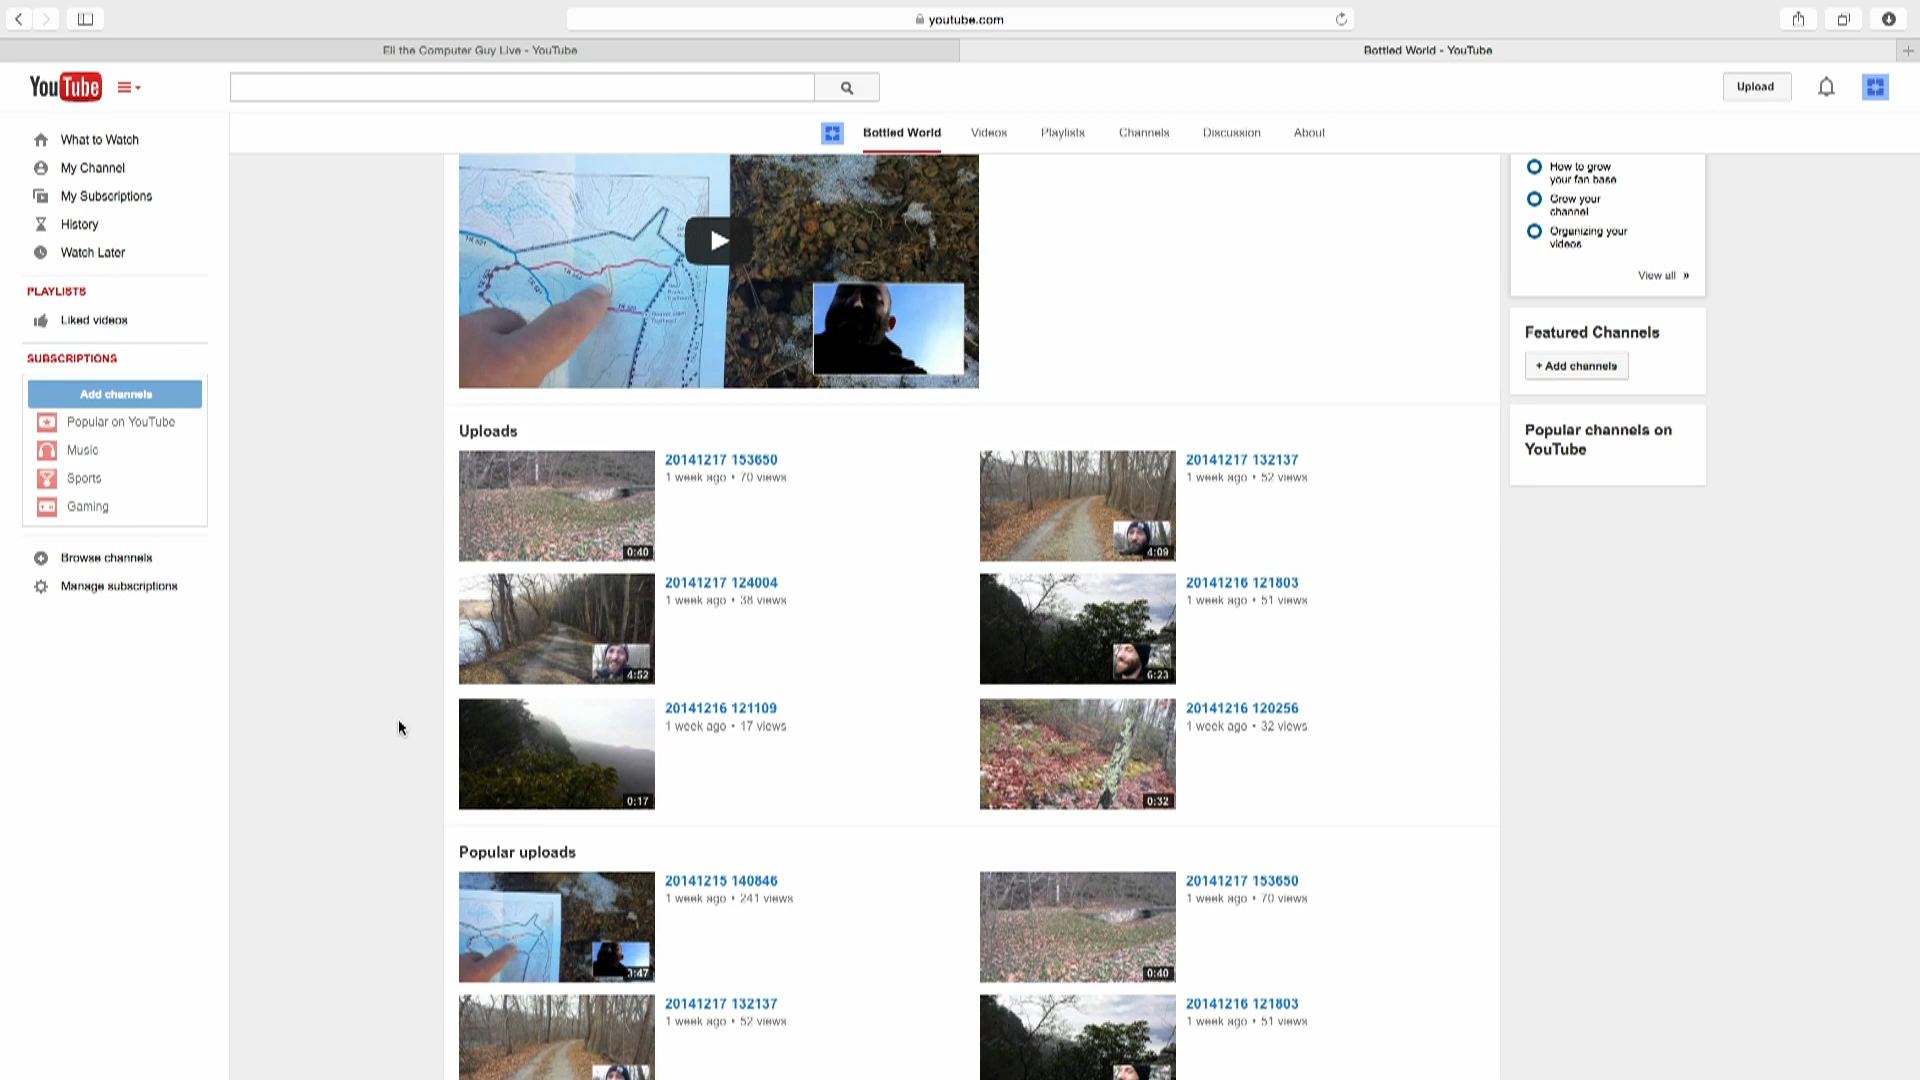 youtube.com
Eli the Computer Guy Live - YouTube
Bottled World - YouTube
YouTube
Upload
What to Watch
My Channel
My Subscriptions
History
Watch Later
PLAYLISTS
Liked videos
SUBSCRIPTIONS
Add channels
Popular on YouTube
Music
Sports
Gaming
Browse channels
Manage subscriptions
Bottled World
Videos
Playlists
Channels
Discussion
About
Uploads
20141217 153650
1 week ago • 70 views
0:40
20141217 132137
1 week ago • 52 views
4:09
20141217 124004
1 week ago • 38 views
4:52
20141216 121803
1 week ago • 51 views
6:23
20141216 121109
1 week ago • 17 views
0:17
20141216 120256
1 week ago • 32 views
0:32
Popular uploads
20141215 140846
1 week ago • 241 views
3:47
20141217 153650
1 week ago • 70 views
0:40
20141217 132137
1 week ago • 52 views
20141216 121803
1 week ago • 51 views
How to grow
your fan base
Grow your
channel
Organizing your
videos
View all »
Featured Channels
+ Add channels
Popular channels on
YouTube